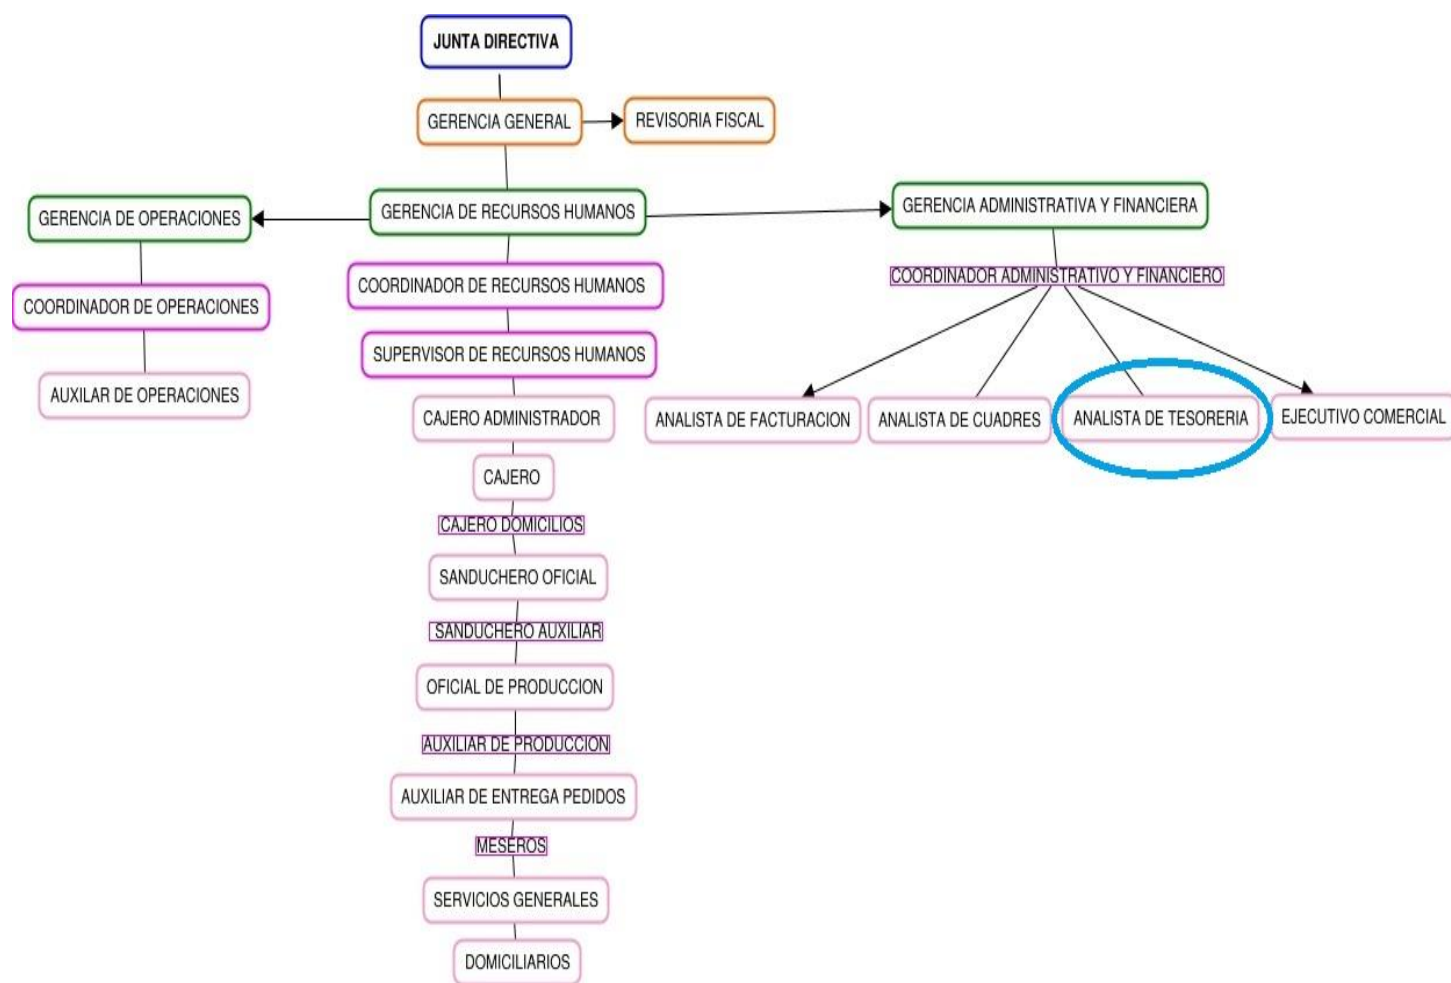 JUNTA DIRECTIVA
GERENCIA GENERAL
REVISORIA FISCAL
GERENCIA DE OPERACIONES
GERENCIA DE RECURSOS HUMANOS
GERENCIA ADMINISTRATIVA Y FINANCIERA
COORDINADOR DE OPERACIONES
COORDINADOR DE RECURSOS HUMANOS
COORDINADOR ADMINISTRATIVO Y FINANCIERO
SUPERVISOR DE RECURSOS HUMANOS
AUXILAR DE OPERACIONES
CAJERO ADMINISTRADOR
ANALISTA DE FACTURACION
ANALISTA DE CUADRES
ANALISTA DE TESORERIA
EJECUTIVO COMERCIAL
CAJERO
CAJERO DOMICILIOS
SANDUCHERO OFICIAL
SANDUCHERO AUXILIAR
OFICIAL DE PRODUCCION
AUXILIAR DE PRODUCCION
AUXILIAR DE ENTREGA PEDIDOS
MESEROS
SERVICIOS GENERALES
DOMICILIARIOS